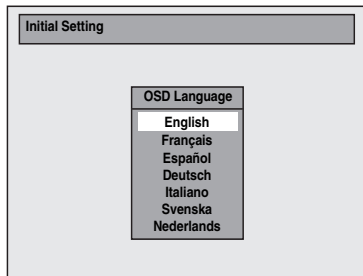 Initial Setting
OSD Language
English
Français
Español
Deutsch
Italiano
Svenska
Nederlands